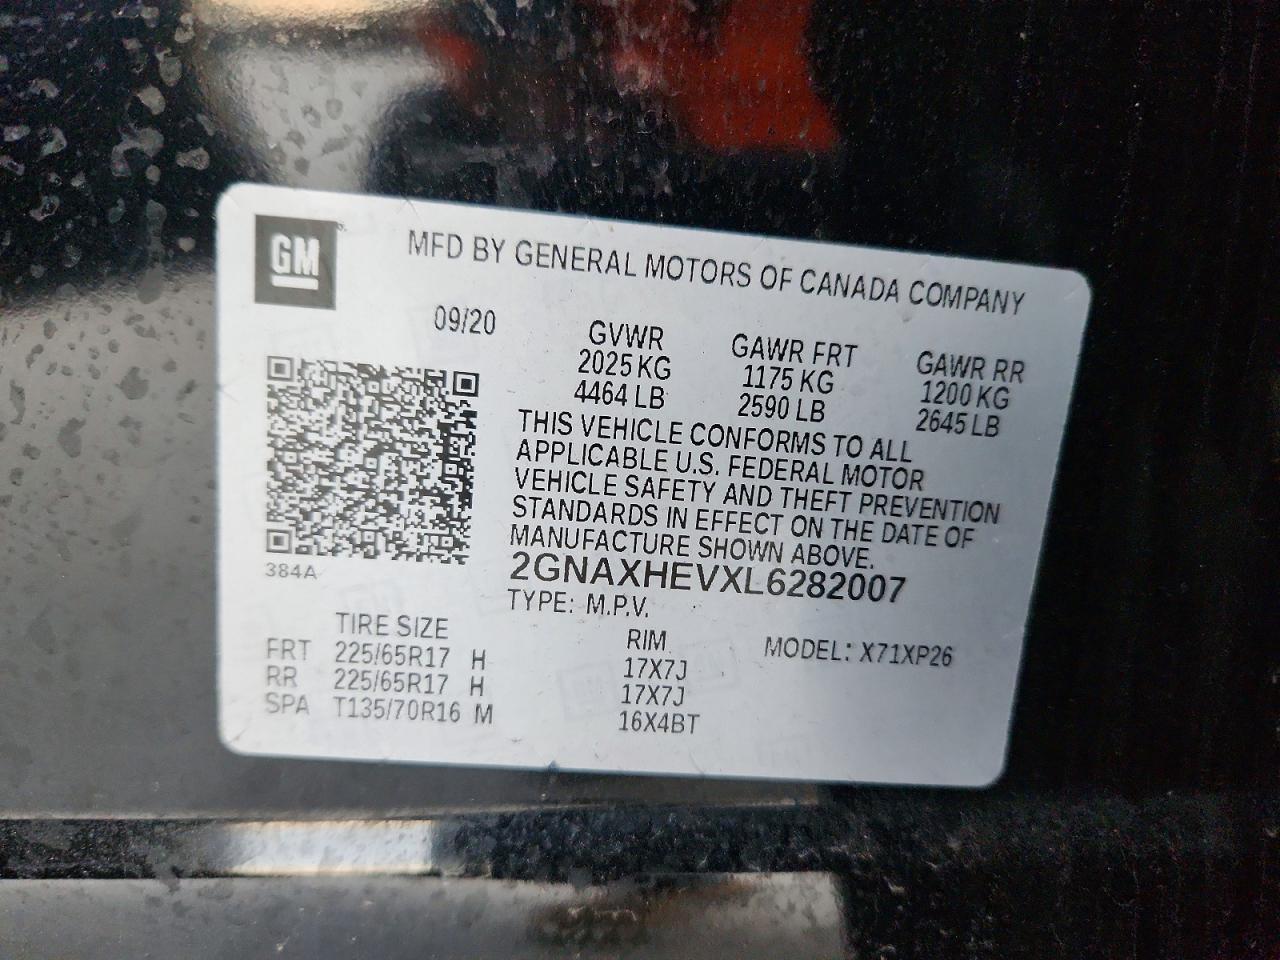 GM
MFD BY GENERAL MOTORS OF CANADA COMPANY
09/20 GVWR GAWR FRT GAWR RR
2025 KG 1175 KG 1200 KG
4464 LB 2590 LB 2645 LB
THIS VEHICLE CONFORMS TO ALL
APPLICABLE U.S. FEDERAL MOTOR
VEHICLE SAFETY AND THEFT PREVENTION
STANDARDS IN EFFECT ON THE DATE OF
MANUFACTURE SHOWN ABOVE.
384A 2GNAXHEVXL6282007
TYPE: M.P.V.
TIRE SIZE RIM MODEL: X71XP26
FRT 225/65R17 H 17X7J
RR 225/65R17 H 17X7J
SPA T135/70R16 M 16X4BT